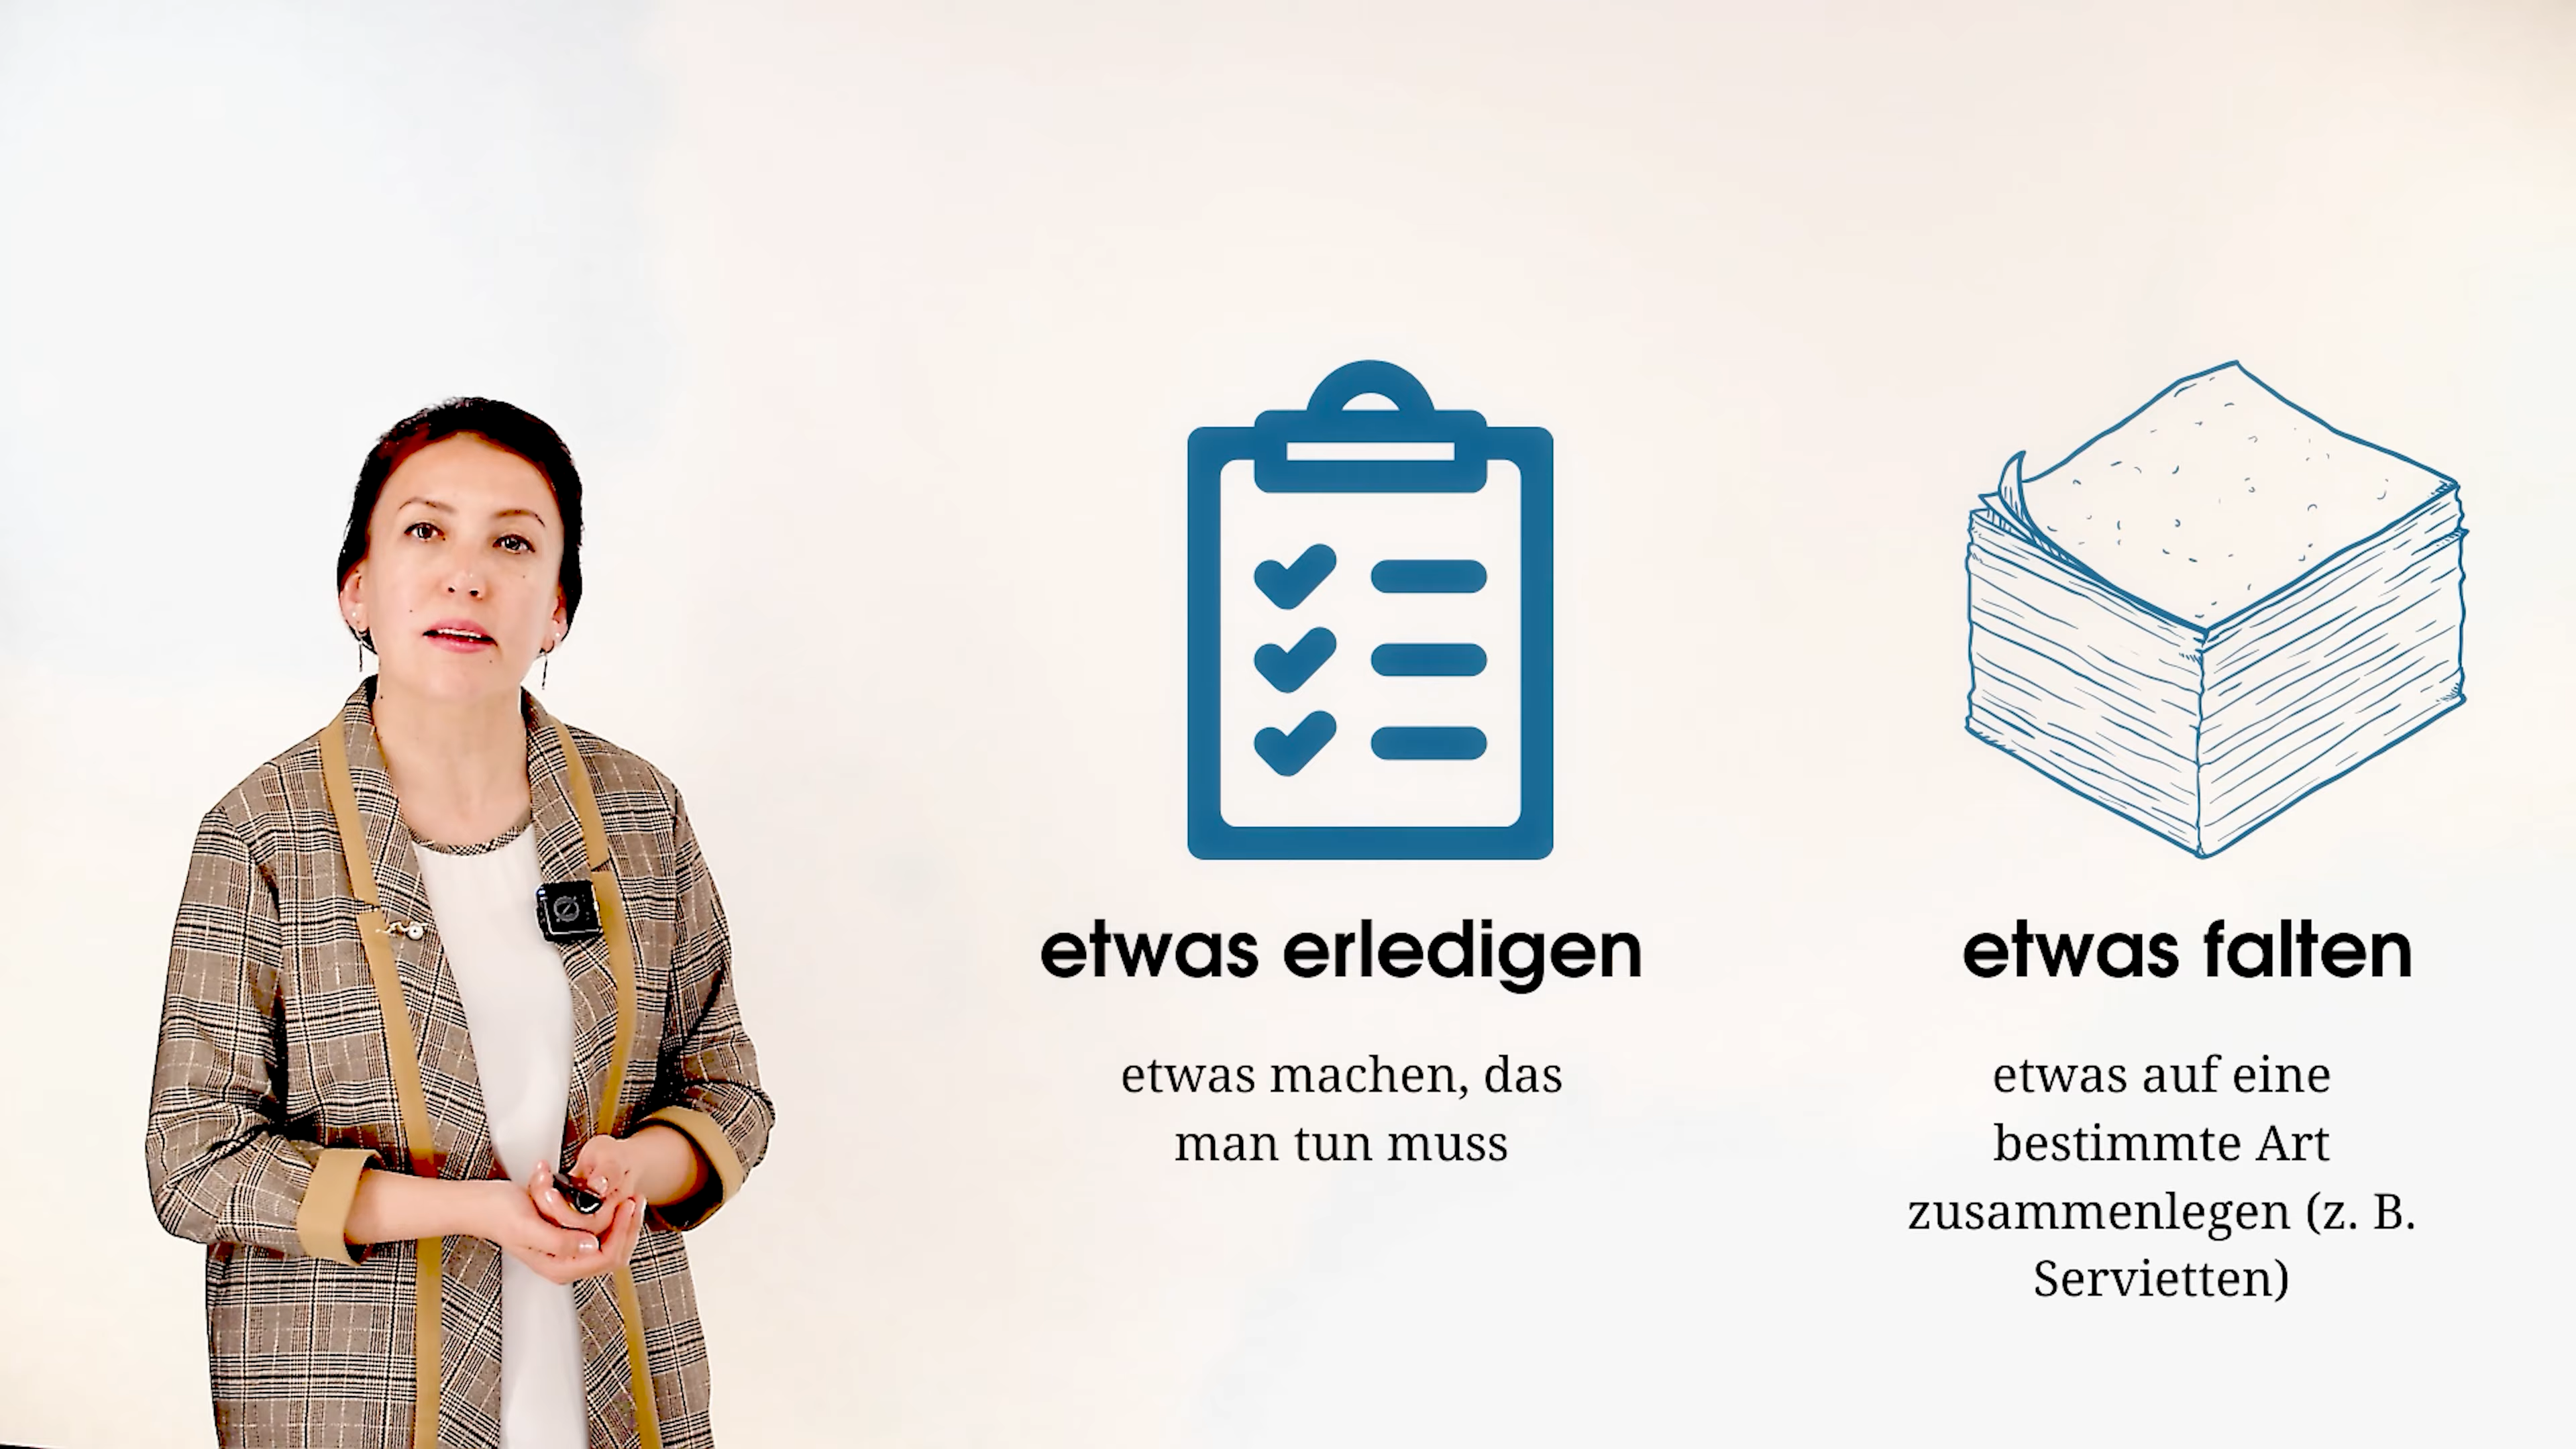 etwas erledigen
etwas machen, das
man tun muss
etwas falten
etwas auf eine
bestimmte Art
zusammenlegen (z. B.
Servietten)